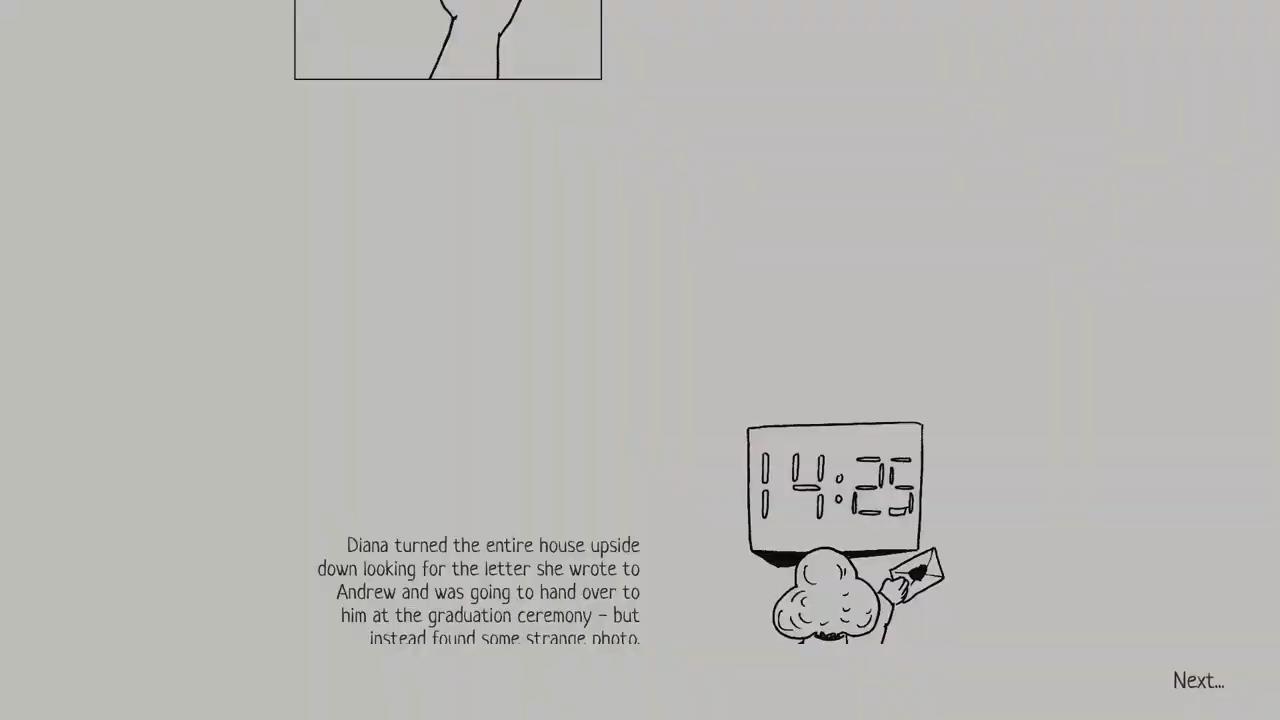 14:25
Diana turned the entire house upside
down looking for the letter she wrote to
Andrew and was going to hand over to
him at the graduation ceremony – but
instead found some strange photo.
Next...